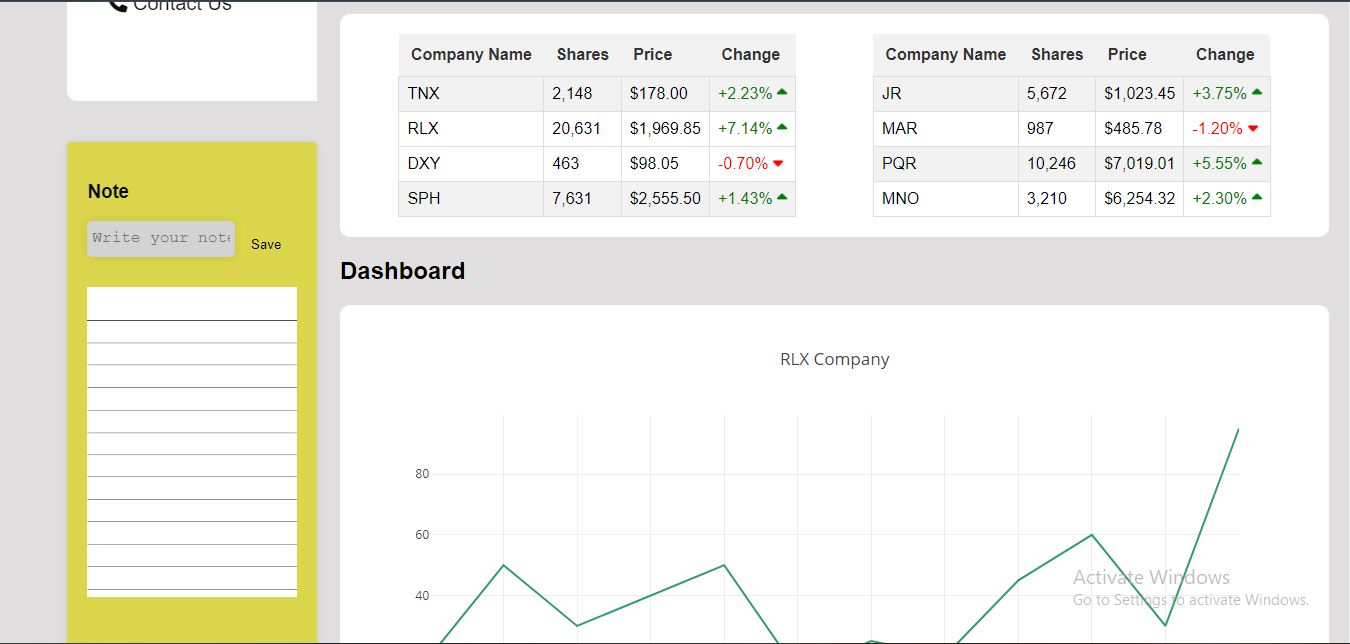 Contact Us
Company Name Shares Price Change
TNX 2,148 $178.00 +2.23%
RLX 20,631 $1,969.85 +7.14%
DXY 463 $98.05 -0.70%
SPH 7,631 $2,555.50 +1.43%
Company Name Shares Price Change
JR 5,672 $1,023.45 +3.75%
MAR 987 $485.78 -1.20%
PQR 10,246 $7,019.01 +5.55%
MNO 3,210 $6,254.32 +2.30%
Note
Write your note
Save
Dashboard
RLX Company
80
60
40
Activate Windows
Go to Settings to activate Windows.